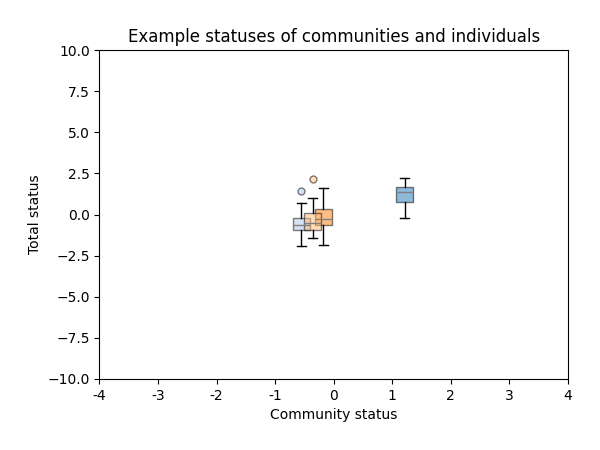 Example statuses of communities and individuals
Total status
10.0
7.5
5.0
2.5
0.0
−2.5
−5.0
−7.5
−10.0
-4 -3 -2 -1 0 1 2 3 4
Community status